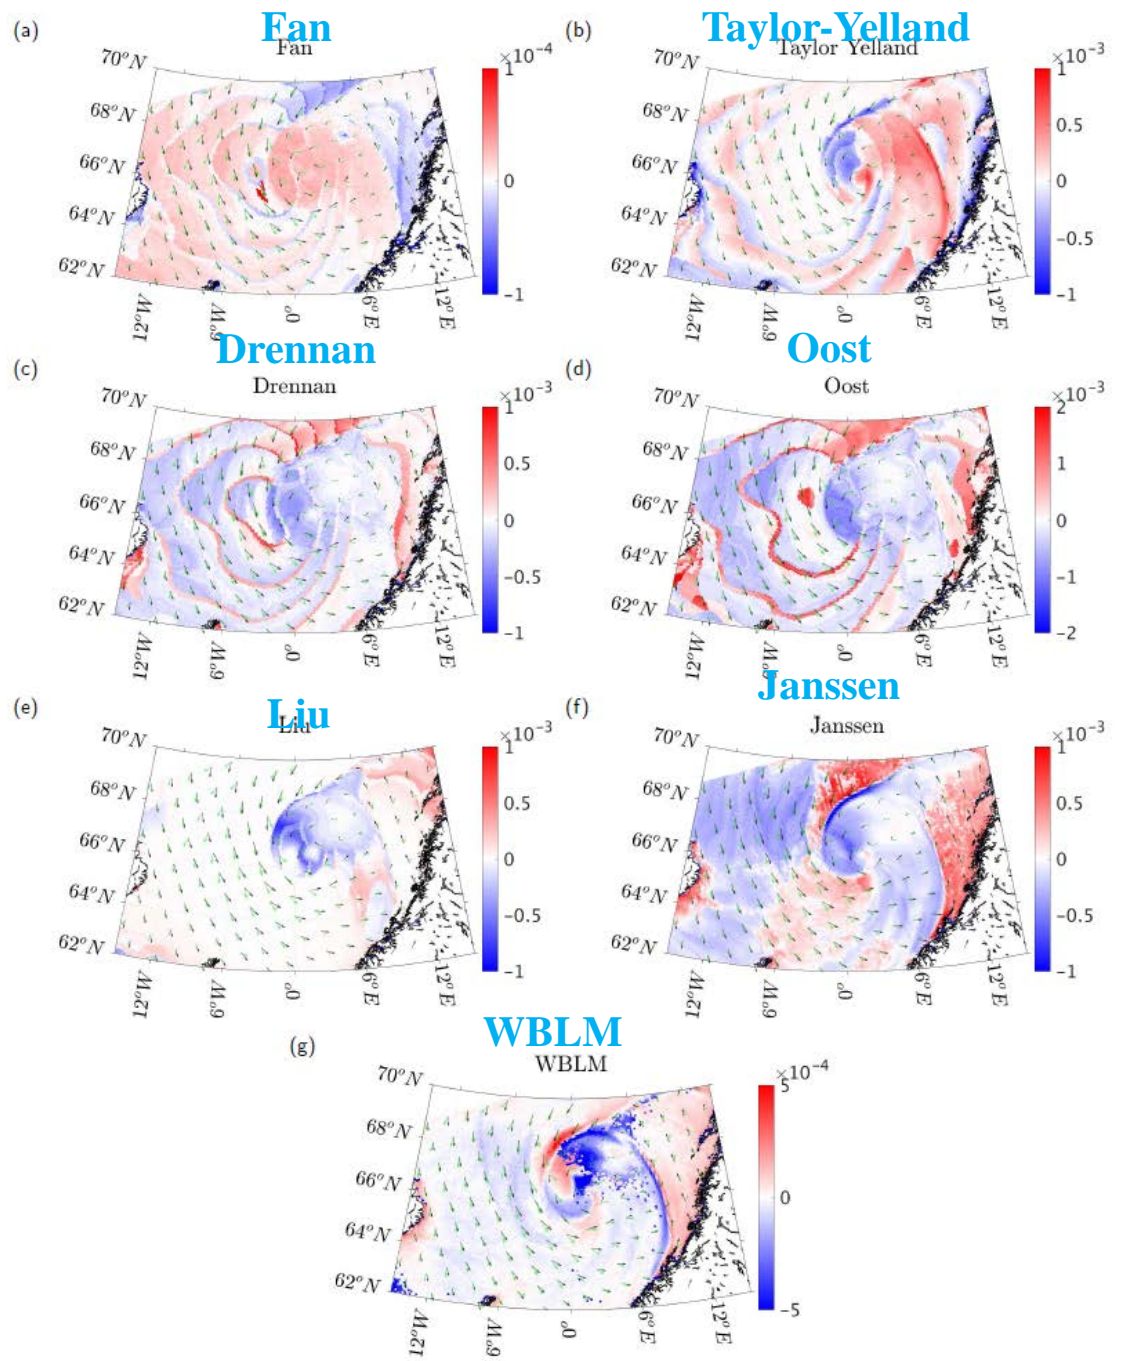 (a)
Fan
Fan
×10⁻⁴
70°N
68°N
66°N
64°N
62°N
12°W
6°W
0°
6°E
12°E
1
0
-1
(b)
Taylor-Yelland
Taylor Yelland
×10⁻³
70°N
68°N
66°N
64°N
62°N
12°W
6°W
0°
6°E
12°E
1
0.5
0
-0.5
-1
(c)
Drennan
Drennan
×10⁻³
70°N
68°N
66°N
64°N
62°N
12°W
6°W
0°
6°E
12°E
1
0.5
0
-0.5
-1
(d)
Oost
Oost
×10⁻³
70°N
68°N
66°N
64°N
62°N
12°W
6°W
0°
6°E
12°E
2
1
0
-1
-2
(e)
Liu
Liu
×10⁻³
70°N
68°N
66°N
64°N
62°N
12°W
6°W
0°
6°E
12°E
1
0.5
0
-0.5
-1
(f)
Janssen
Janssen
×10⁻³
70°N
68°N
66°N
64°N
62°N
12°W
6°W
0°
6°E
12°E
1
0.5
0
-0.5
-1
(g)
WBLM
WBLM
×10⁻⁴
70°N
68°N
66°N
64°N
62°N
12°W
6°W
0°
6°E
12°E
5
0
-5